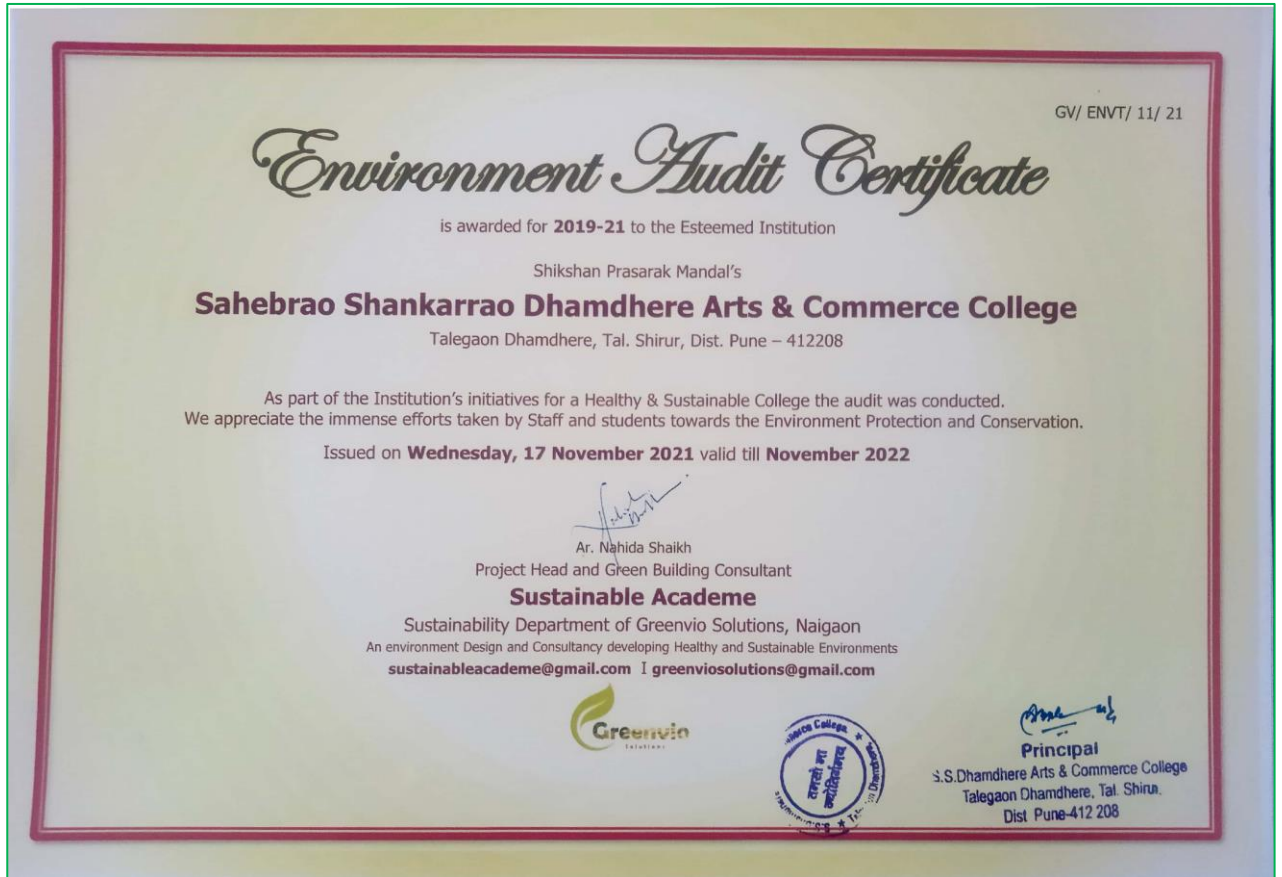 GV/ ENVT/ 11/ 21
Environment Audit Certificate
is awarded for 2019-21 to the Esteemed Institution
Shikshan Prasarak Mandal's
Sahebrao Shankarrao Dhamdhere Arts & Commerce College
Talegaon Dhamdhere, Tal. Shirur, Dist. Pune – 412208
As part of the Institution's initiatives for a Healthy & Sustainable College the audit was conducted.
We appreciate the immense efforts taken by Staff and students towards the Environment Protection and Conservation.
Issued on Wednesday, 17 November 2021 valid till November 2022
Ar. Nahida Shaikh
Project Head and Green Building Consultant
Sustainable Academe
Sustainability Department of Greenvio Solutions, Naigaon
An environment Design and Consultancy developing Healthy and Sustainable Environments
sustainableacademe@gmail.com I greenviosolutions@gmail.com
Greenvio
Solutions
College
तमसो मा
ज्योतिर्गमय
Principal
S.S.Dhamdhere Arts & Commerce College
Talegaon Dhamdhere, Tal. Shirur,
Dist Pune-412 208